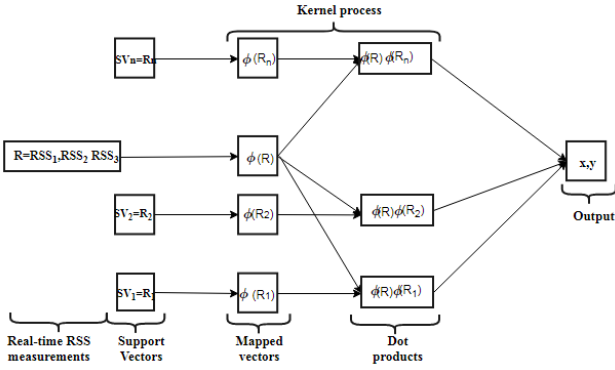 Kernel process
SVn=Rn
ϕ(Rₙ)
ϕ(R) ϕ(Rₙ)
R=RSS₁,RSS₂ RSS₃
ϕ(R)
x,y
SV₂=R₂
ϕ(R2)
ϕ(R)ϕ(R₂)
Output
SV₁=R₁
ϕ (R1)
ϕ(R)ϕ(R₁)
Real-time RSS
measurements
Support
Vectors
Mapped
vectors
Dot
products